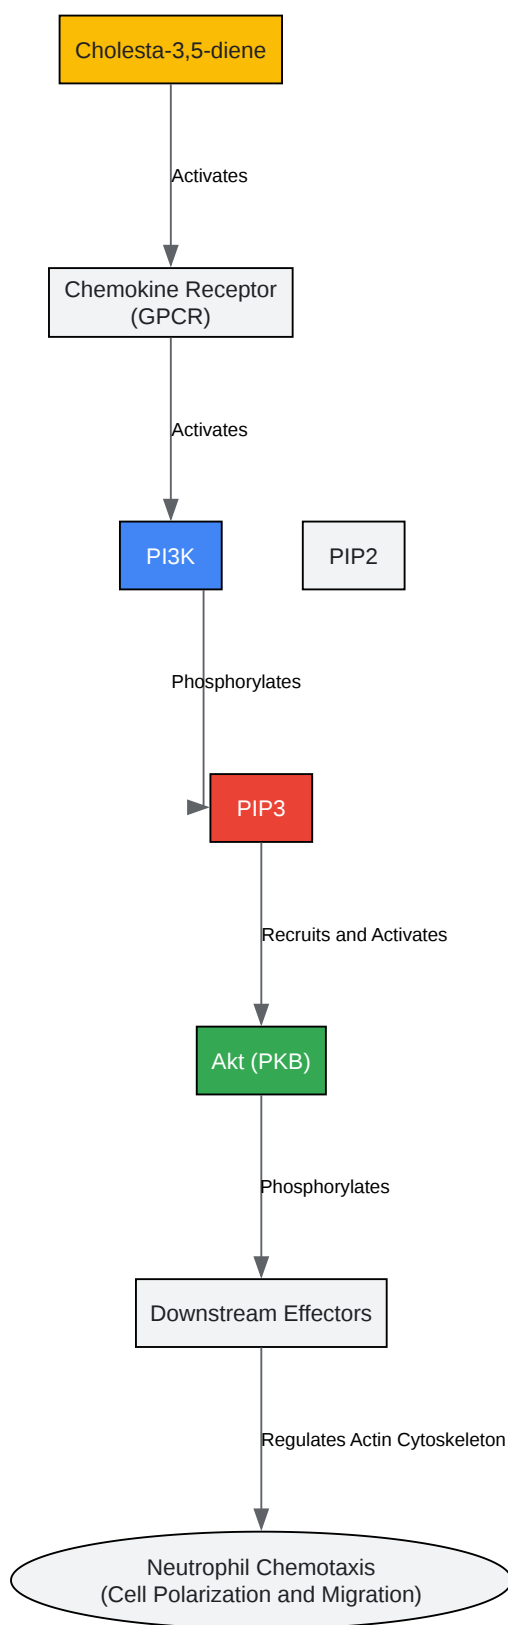 Cholesta-3,5-diene
Activates
Chemokine Receptor
(GPCR)
Activates
PI3K
PIP2
Phosphorylates
PIP3
Recruits and Activates
Akt (PKB)
Phosphorylates
Downstream Effectors
Regulates Actin Cytoskeleton
Neutrophil Chemotaxis
(Cell Polarization and Migration)